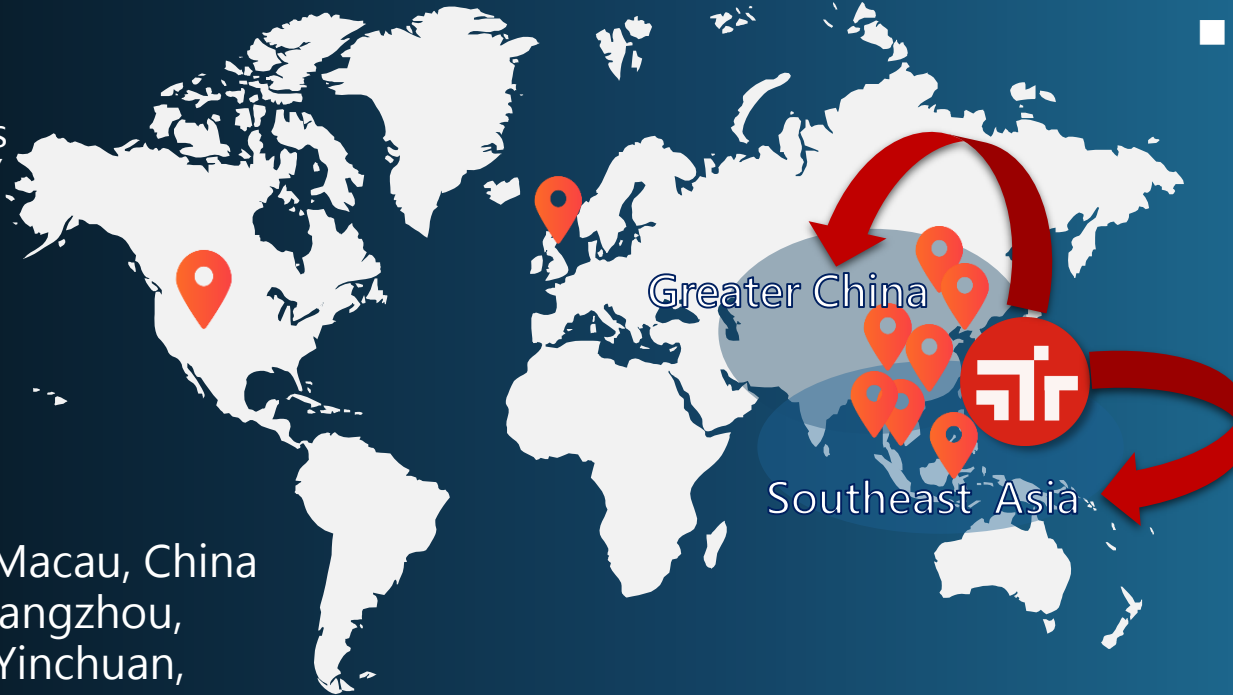 s
Greater China
Southeast Asia
Macau, China
angzhou,
Yinchuan,